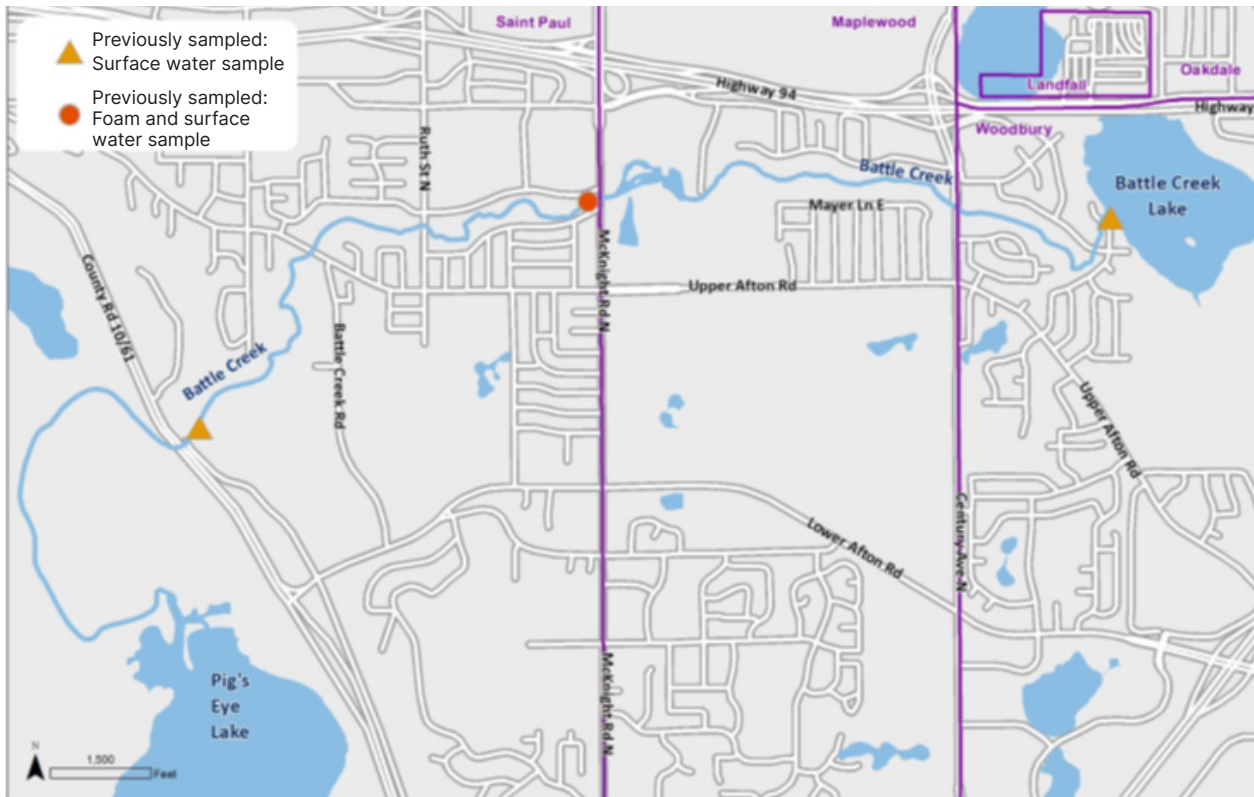 Previously sampled:
Surface water sample
Previously sampled:
Foam and surface
water sample
Saint Paul
Maplewood
Landfall
Oakdale
Highway 94
Highway
Woodbury
Ruth St N
Battle Creek
Battle Creek
Lake
Mayer Ln E
McKnight Rd N
Upper Afton Rd
County Rd 10/61
Battle Creek
Battle Creek Rd
Upper Afton Rd
Century Ave N
Lower Afton Rd
McKnight Rd N
Pig's
Eye
Lake
N
1,500
Feet